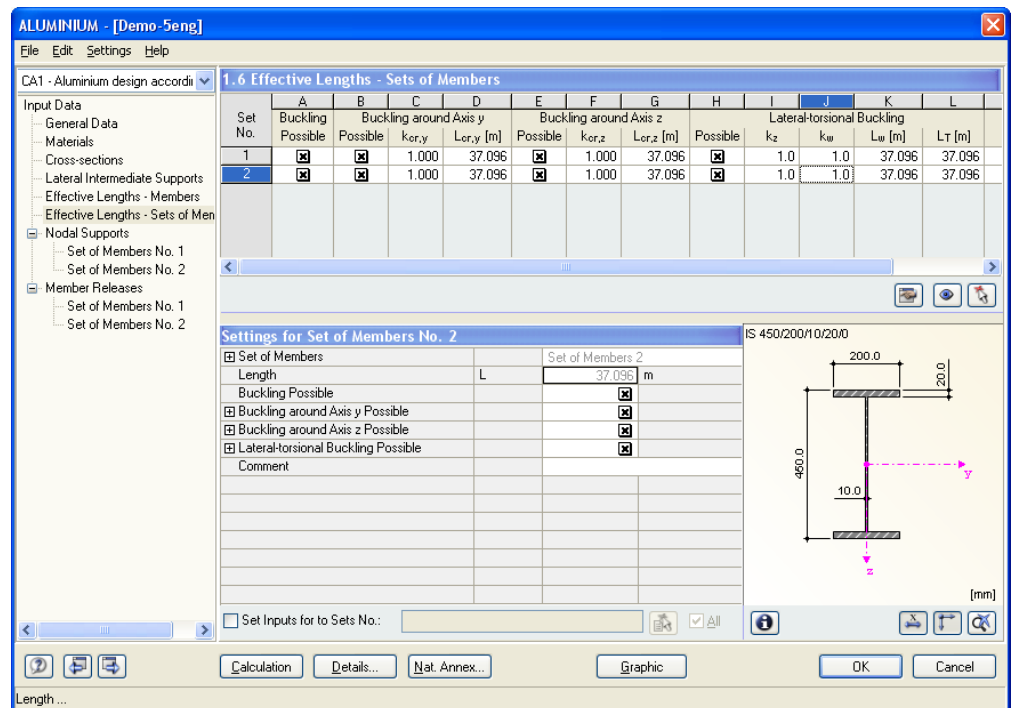 ALUMINIUM - [Demo-5eng]
File Edit Settings Help
CA1 - Aluminium design accordin
1.6 Effective Lengths - Sets of Members
Input Data
General Data
Materials
Cross-sections
Lateral Intermediate Supports
Effective Lengths - Members
Effective Lengths - Sets of Men
Nodal Supports
Set of Members No. 1
Set of Members No. 2
Member Releases
Set of Members No. 1
Set of Members No. 2
A B C D E F G H I J K L
Set Buckling Buckling around Axis y Buckling around Axis z Lateral-torsional Buckling
No. Possible Possible kcr,y Lcr,y [m] Possible kcr,z Lcr,z [m] Possible kz kw Lw [m] LT [m]
1 1.000 37.096 1.000 37.096 1.0 1.0 37.096 37.096
2 1.000 37.096 1.000 37.096 1.0 1.0 37.096 37.096
Settings for Set of Members No. 2
Set of Members Set of Members 2
Length L 37.096 m
Buckling Possible
Buckling around Axis y Possible
Buckling around Axis z Possible
Lateral-torsional Buckling Possible
Comment
Set Inputs for to Sets No.: All
IS 450/200/10/20/0
200.0
20.0
450.0
10.0
y
z
[mm]
Calculation Details... Nat. Annex... Graphic OK Cancel
Length ...